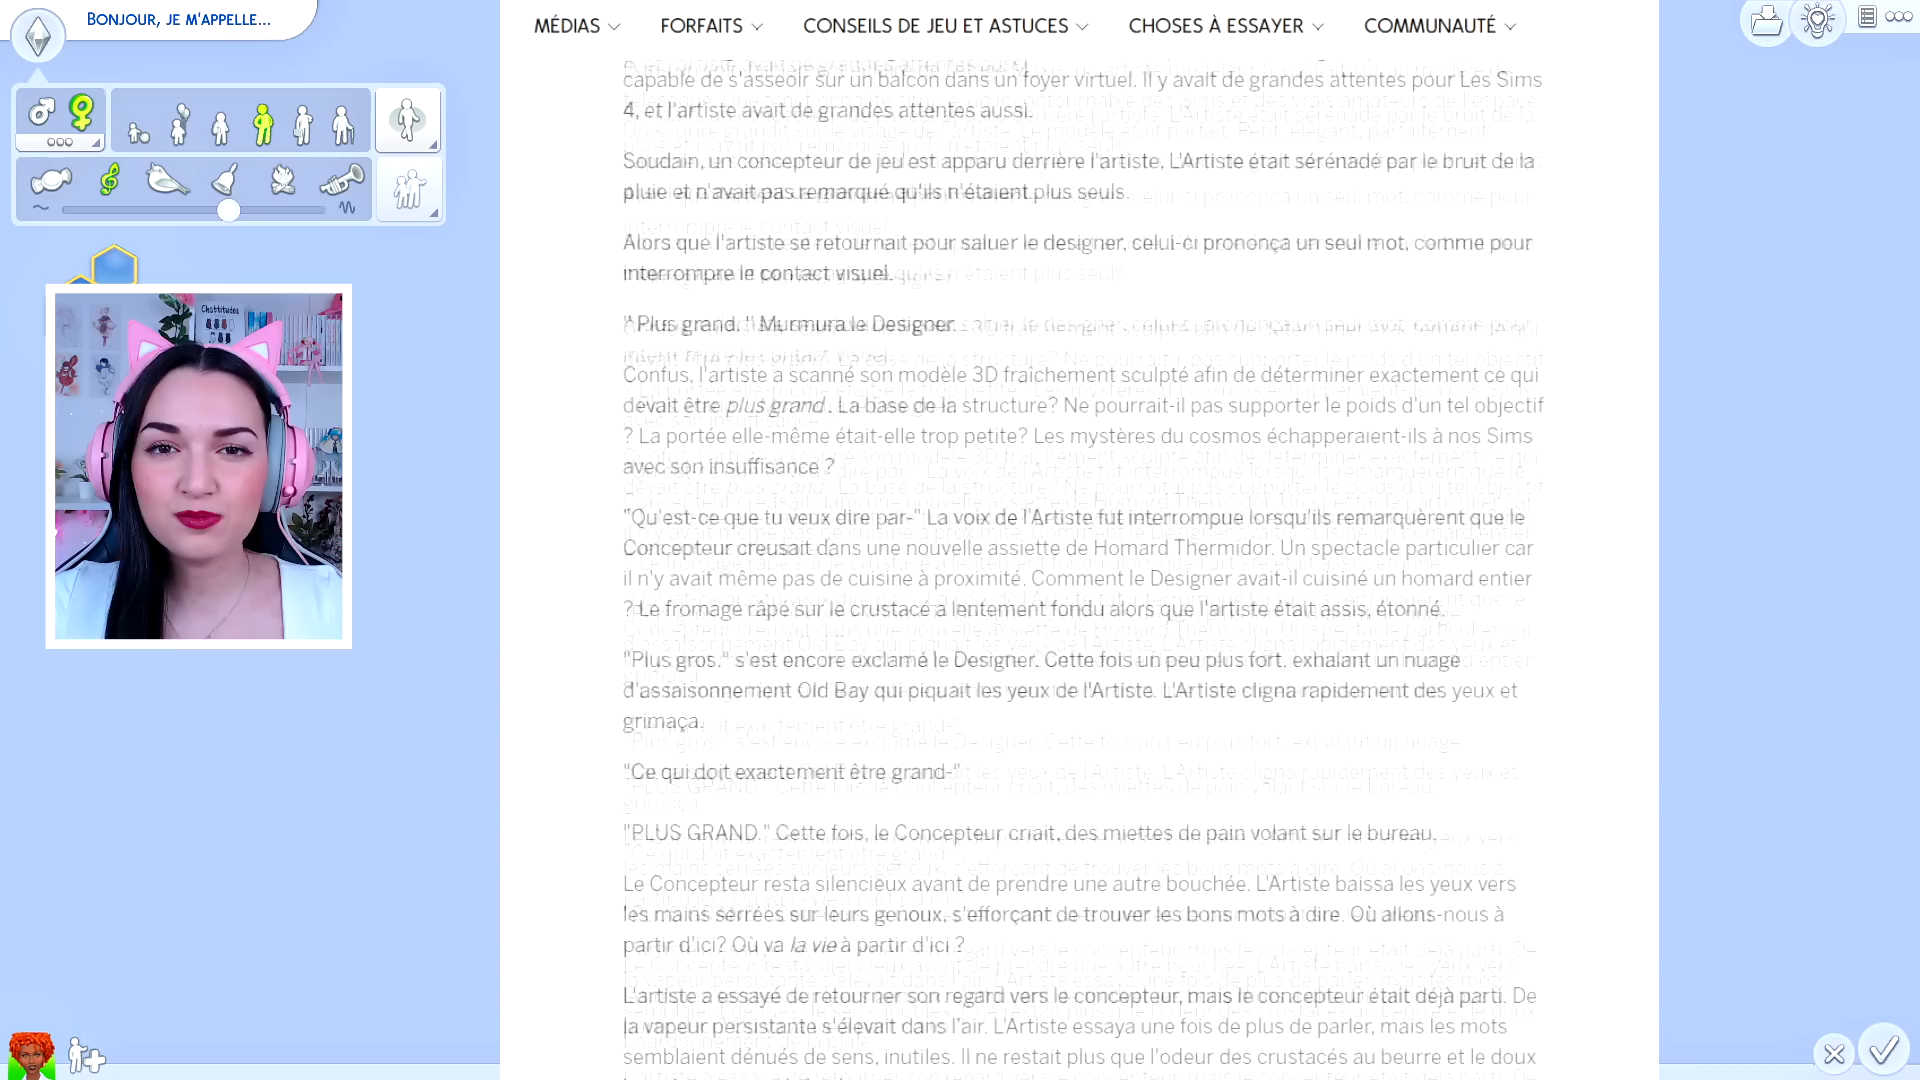 BONJOUR, JE M'APPELLE...
MÉDIAS FORFAITS CONSEILS DE JEU ET ASTUCES CHOSES À ESSAYER COMMUNAUTÉ
capable de s'asseoir sur un balcon dans un foyer virtuel. Il y avait de grandes attentes pour Les Sims
4, et l'artiste avait de grandes attentes aussi.
Soudain, un concepteur de jeu est apparu derrière l'artiste. L'Artiste était sérénadé par le bruit de la
pluie et n'avait pas remarqué qu'ils n'étaient plus seuls.
Alors que l'artiste se retournait pour saluer le designer, celui-ci prononça un seul mot, comme pour
interrompre le contact visuel.
" Plus grand. " Murmura le Designer.
Confus, l'artiste a scanné son modèle 3D fraîchement sculpté afin de déterminer exactement ce qui
devait être plus grand . La base de la structure? Ne pourrait-il pas supporter le poids d'un tel objectif
? La portée elle-même était-elle trop petite? Les mystères du cosmos échapperaient-ils à nos Sims
avec son insuffisance ?
"Qu'est-ce que tu veux dire par-" La voix de l'Artiste fut interrompue lorsqu'ils remarquèrent que le
Concepteur creusait dans une nouvelle assiette de Homard Thermidor. Un spectacle particulier car
il n'y avait même pas de cuisine à proximité. Comment le Designer avait-il cuisiné un homard entier
? Le fromage râpé sur le crustacé a lentement fondu alors que l'artiste était assis, étonné.
"Plus gros." s'est encore exclamé le Designer. Cette fois un peu plus fort, exhalant un nuage
d'assaisonnement Old Bay qui piquait les yeux de l'Artiste. L'Artiste cligna rapidement des yeux et
grimaça.
"Ce qui doit exactement être grand-"
"PLUS GRAND." Cette fois, le Concepteur criait, des miettes de pain volant sur le bureau.
Le Concepteur resta silencieux avant de prendre une autre bouchée. L'Artiste baissa les yeux vers
les mains serrées sur leurs genoux, s'efforçant de trouver les bons mots à dire. Où allons-nous à
partir d'ici? Où va la vie à partir d'ici ?
L'artiste a essayé de retourner son regard vers le concepteur, mais le concepteur était déjà parti. De
la vapeur persistante s'élevait dans l'air. L'Artiste essaya une fois de plus de parler, mais les mots
semblaient dénués de sens, inutiles. Il ne restait plus que l'odeur des crustacés au beurre et le doux
Chattitudes